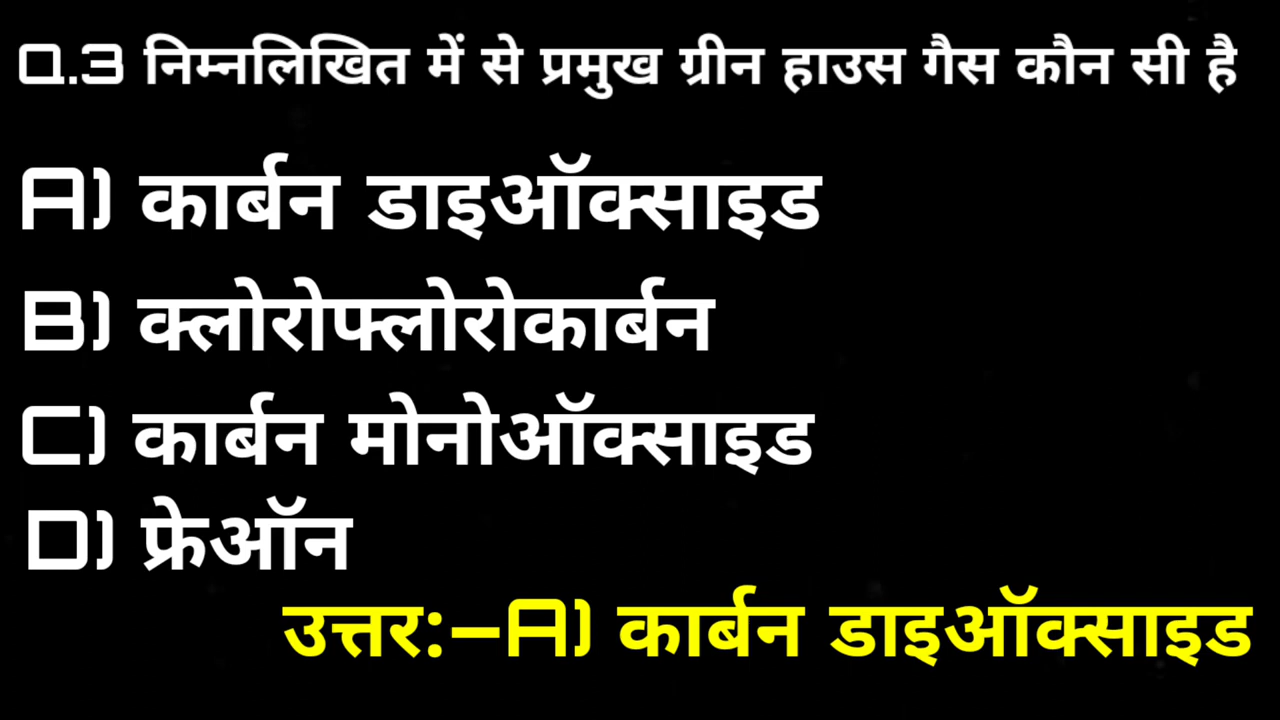 Q.3 निम्नलिखित में से प्रमुख ग्रीन हाउस गैस कौन सी है
A) कार्बन डाइऑक्साइड
B) क्लोरोफ्लोरोकार्बन
C) कार्बन मोनोऑक्साइड
D) फ्रेऑन
उत्तर:–A) कार्बन डाइऑक्साइड